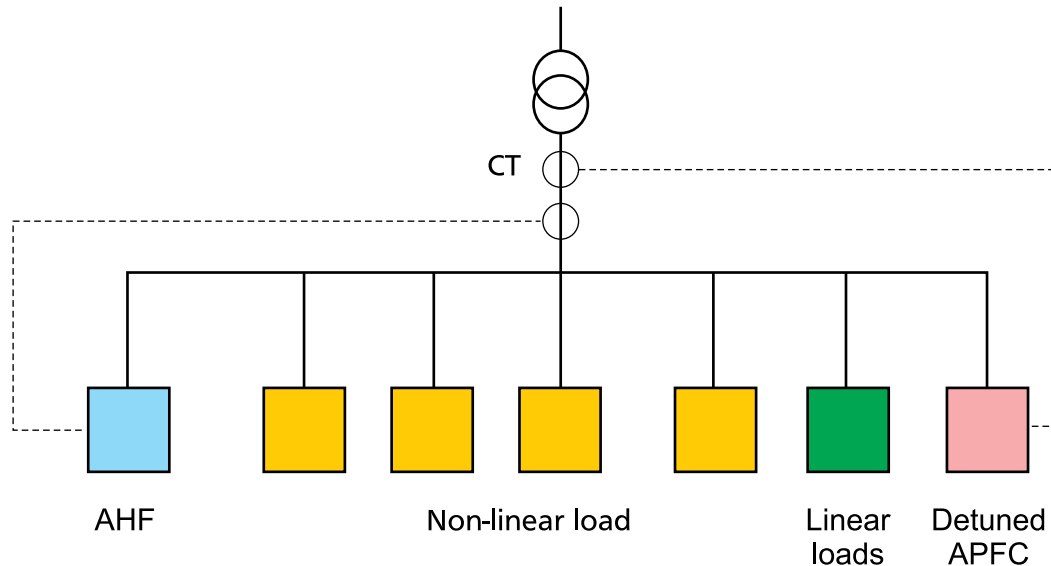 CT
AHF
Non-linear load
Linear
loads
Detuned
APFC